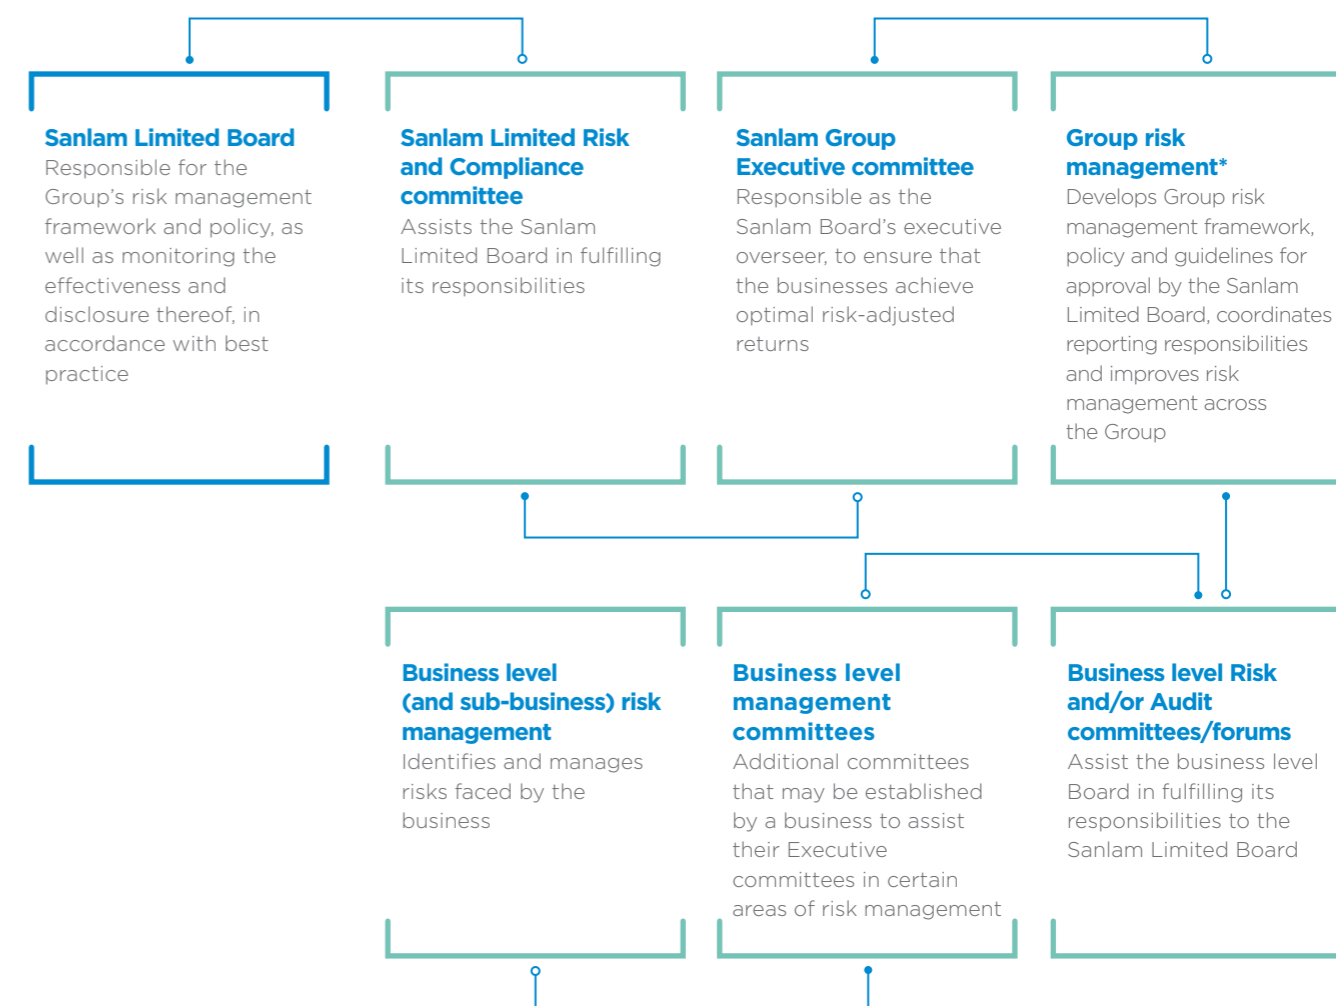 Sanlam Limited Board
Responsible for the
Group's risk management
framework and policy, as
well as monitoring the
effectiveness and
disclosure thereof, in
accordance with best
practice
Sanlam Limited Risk
and Compliance
committee
Assists the Sanlam
Limited Board in fulfilling
its responsibilities
Sanlam Group
Executive committee
Responsible as the
Sanlam Board's executive
overseer, to ensure that
the businesses achieve
optimal risk-adjusted
returns
Group risk
management*
Develops Group risk
management framework,
policy and guidelines for
approval by the Sanlam
Limited Board, coordinates
reporting responsibilities
and improves risk
management across
the Group
Business level
(and sub-business) risk
management
Identifies and manages
risks faced by the
business
Business level
management
committees
Additional committees
that may be established
by a business to assist
their Executive
committees in certain
areas of risk management
Business level Risk
and/or Audit
committees/forums
Assist the business level
Board in fulfilling its
responsibilities to the
Sanlam Limited Board